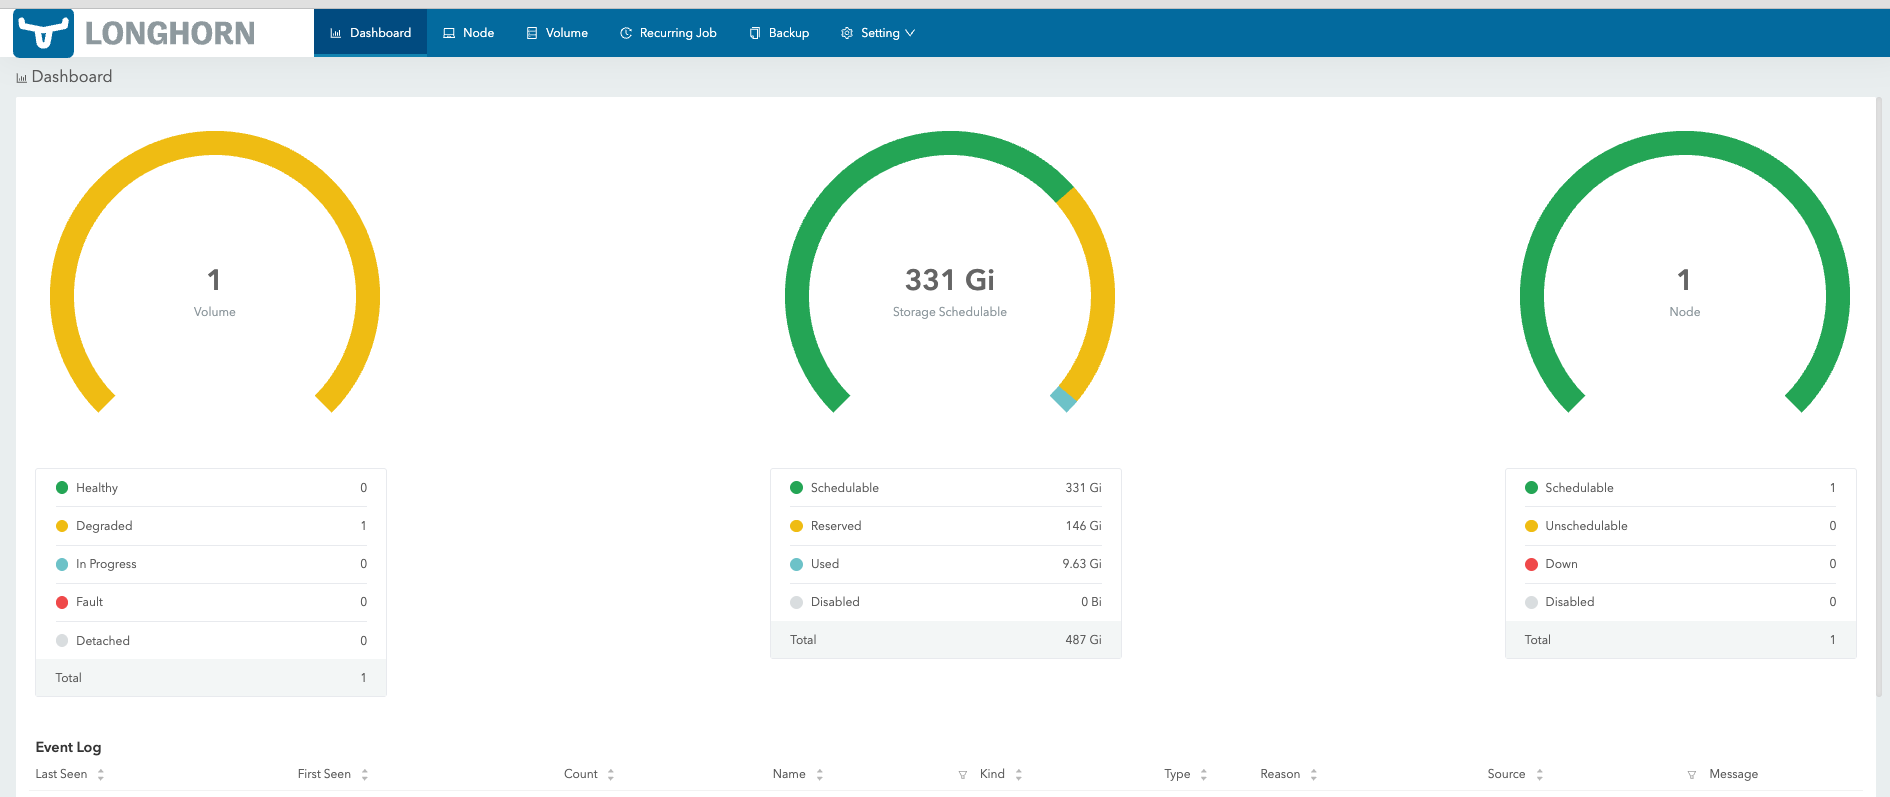 LONGHORN
Dashboard Node Volume Recurring Job Backup Setting
Dashboard
1
Volume
331 Gi
Storage Schedulable
1
Node
Healthy 0
Degraded 1
In Progress 0
Fault 0
Detached 0
Total 1
Schedulable 331 Gi
Reserved 146 Gi
Used 9.63 Gi
Disabled 0 Bi
Total 487 Gi
Schedulable 1
Unschedulable 0
Down 0
Disabled 0
Total 1
Event Log
Last Seen First Seen Count Name Kind Type Reason Source Message